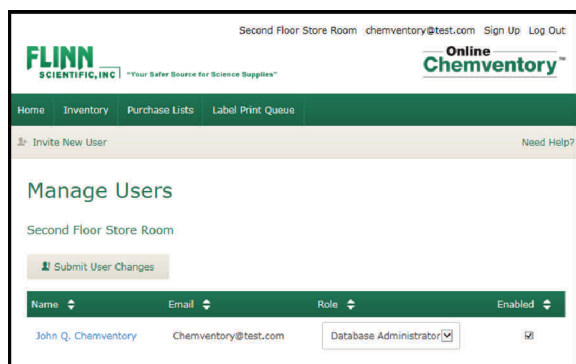 Second Floor Store Room chemventory@test.com Sign Up Log Out
FLINN
SCIENTIFIC, INC "Your Safer Source for Science Supplies"
Online
Chemventory™
Home Inventory Purchase Lists Label Print Queue
Invite New User Need Help?
Manage Users
Second Floor Store Room
Submit User Changes
Name Email Role Enabled
John Q. Chemventory Chemventory@test.com Database Administrator